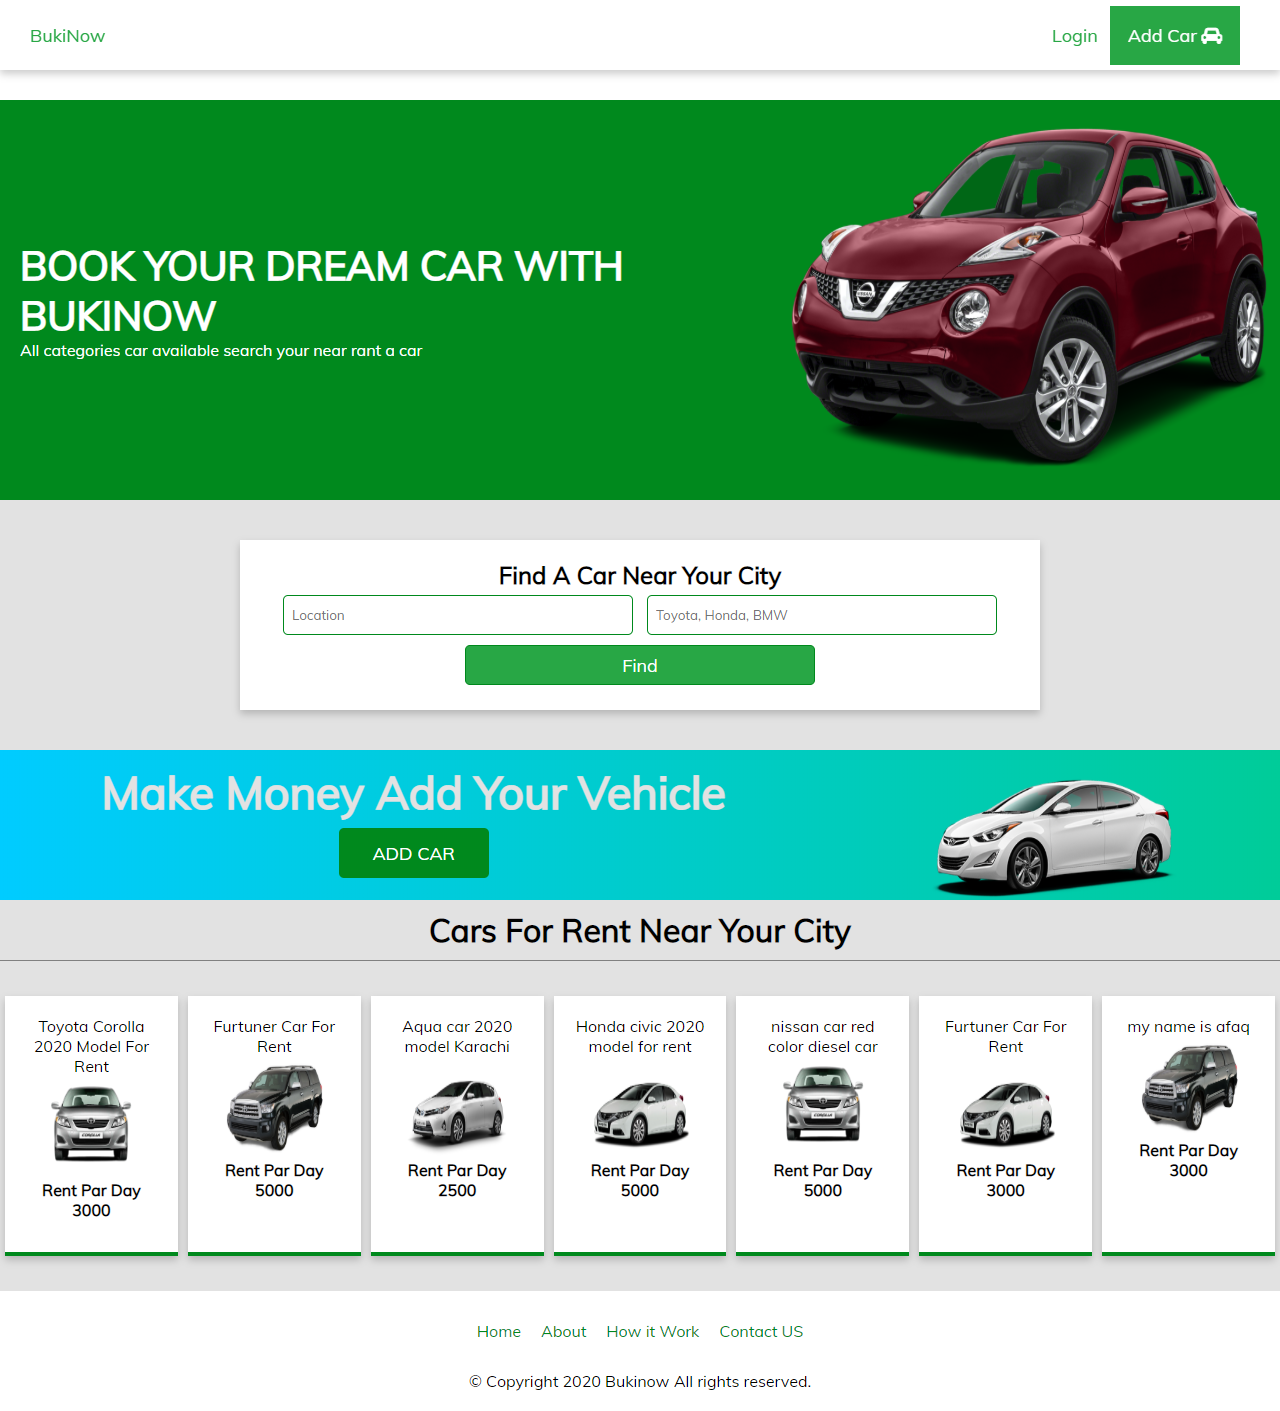 BukiNow
Login
Add Car
BOOK YOUR DREAM CAR WITH
BUKINOW
All categories car available search your near rant a car
Find A Car Near Your City
Location
Toyota, Honda, BMW
Find
Make Money Add Your Vehicle
ADD CAR
Cars For Rent Near Your City
Toyota Corolla
2020 Model For
Rent
Rent Par Day
3000
Furtuner Car For
Rent
Rent Par Day
5000
Aqua car 2020
model Karachi
Rent Par Day
2500
Honda civic 2020
model for rent
Rent Par Day
5000
nissan car red
color diesel car
Rent Par Day
5000
Furtuner Car For
Rent
Rent Par Day
3000
my name is afaq
Rent Par Day
3000
Home
About
How it Work
Contact US
© Copyright 2020 Bukinow All rights reserved.